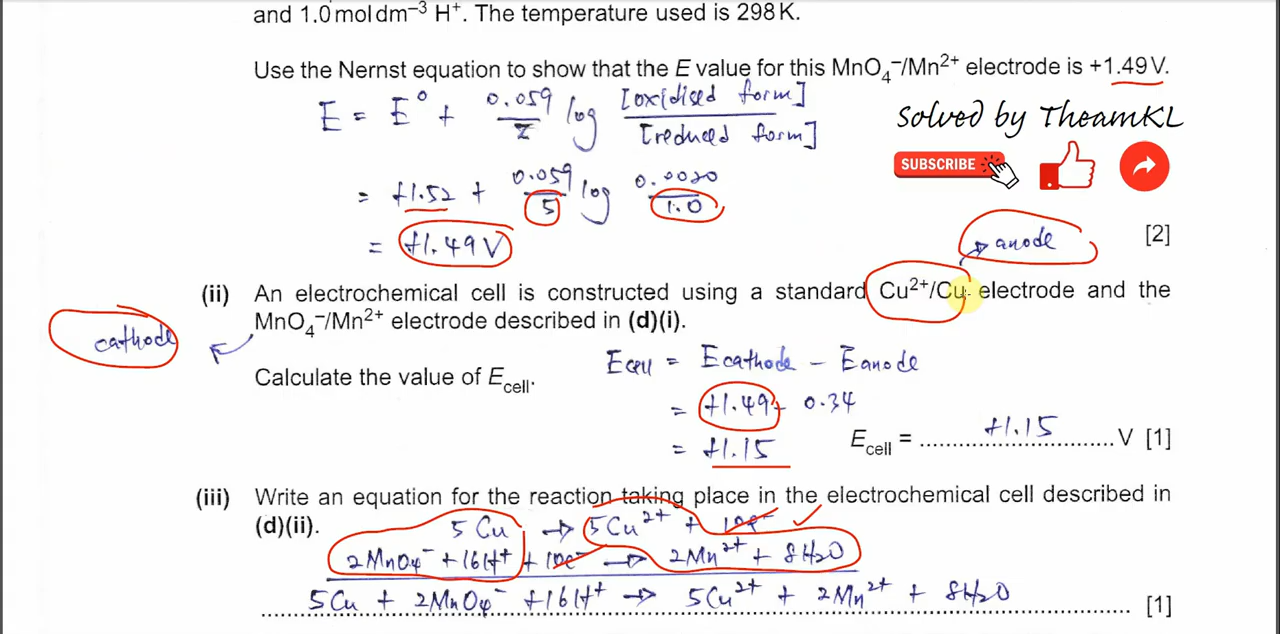 and 1.0 mol dm⁻³ H⁺. The temperature used is 298 K.
Use the Nernst equation to show that the E value for this MnO₄⁻/Mn²⁺ electrode is +1.49 V.
E = E⁰ + 0.059/z log [oxidised form]/[reduced form]
Solved by TheamKL
SUBSCRIBE
= +1.52 + 0.059/5 log 0.0020/1.0
= +1.49 V
[2]
anode
(ii) An electrochemical cell is constructed using a standard Cu²⁺/Cu electrode and the
MnO₄⁻/Mn²⁺ electrode described in (d)(i).
cathode
Ecell = Ecathode - Eanode
Calculate the value of Ecell.
= +1.49 - 0.34
= +1.15
Ecell = ............ +1.15 ............ V [1]
(iii) Write an equation for the reaction taking place in the electrochemical cell described in
(d)(ii).
5Cu → 5Cu²⁺ + 10e⁻
2MnO₄⁻ + 16H⁺ + 10e⁻ → 2Mn²⁺ + 8H₂O
5Cu + 2MnO₄⁻ + 16H⁺ → 5Cu²⁺ + 2Mn²⁺ + 8H₂O
[1]